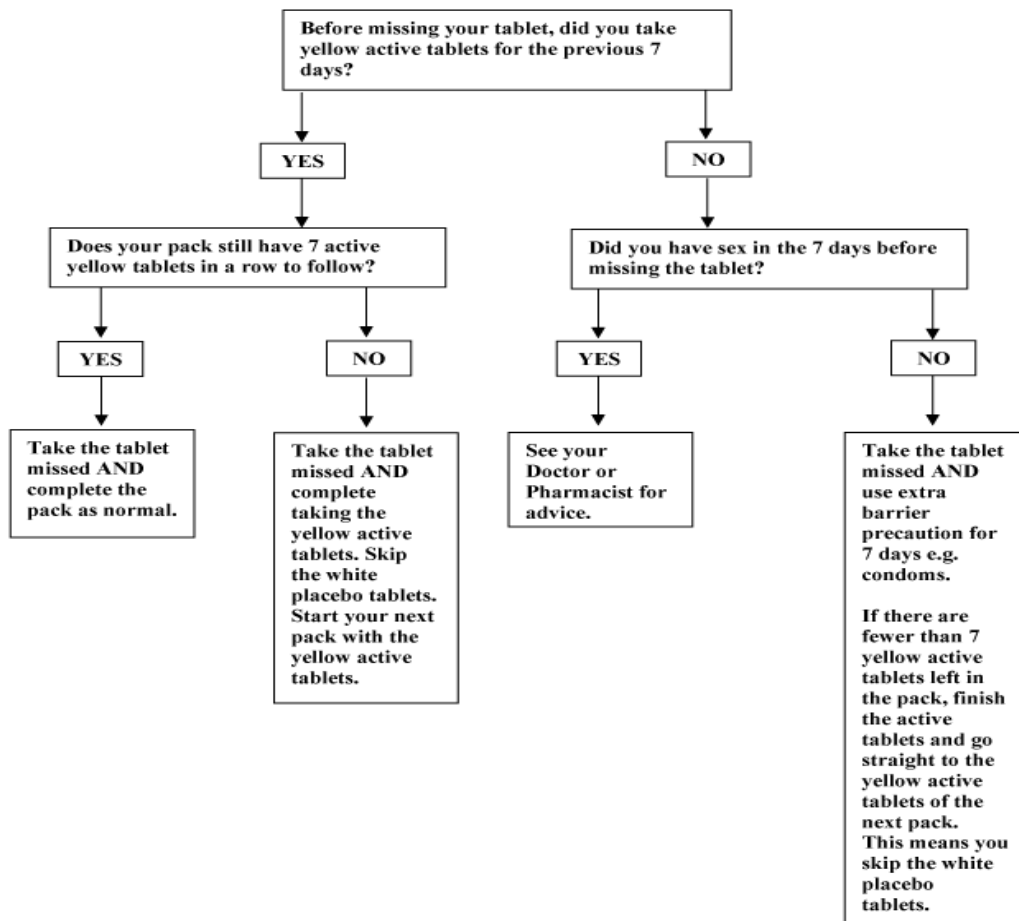 Before missing your tablet, did you take
yellow active tablets for the previous 7
days?
YES
NO
Does your pack still have 7 active
yellow tablets in a row to follow?
Did you have sex in the 7 days before
missing the tablet?
YES
NO
YES
NO
Take the tablet
missed AND
complete the
pack as normal.
Take the tablet
missed AND
complete
taking the
yellow active
tablets. Skip
the white
placebo tablets.
Start your next
pack with the
yellow active
tablets.
See your
Doctor or
Pharmacist for
advice.
Take the tablet
missed AND
use extra
barrier
precaution for
7 days e.g.
condoms.
If there are
fewer than 7
yellow active
tablets left in
the pack, finish
the active
tablets and go
straight to the
yellow active
tablets of the
next pack.
This means you
skip the white
placebo
tablets.